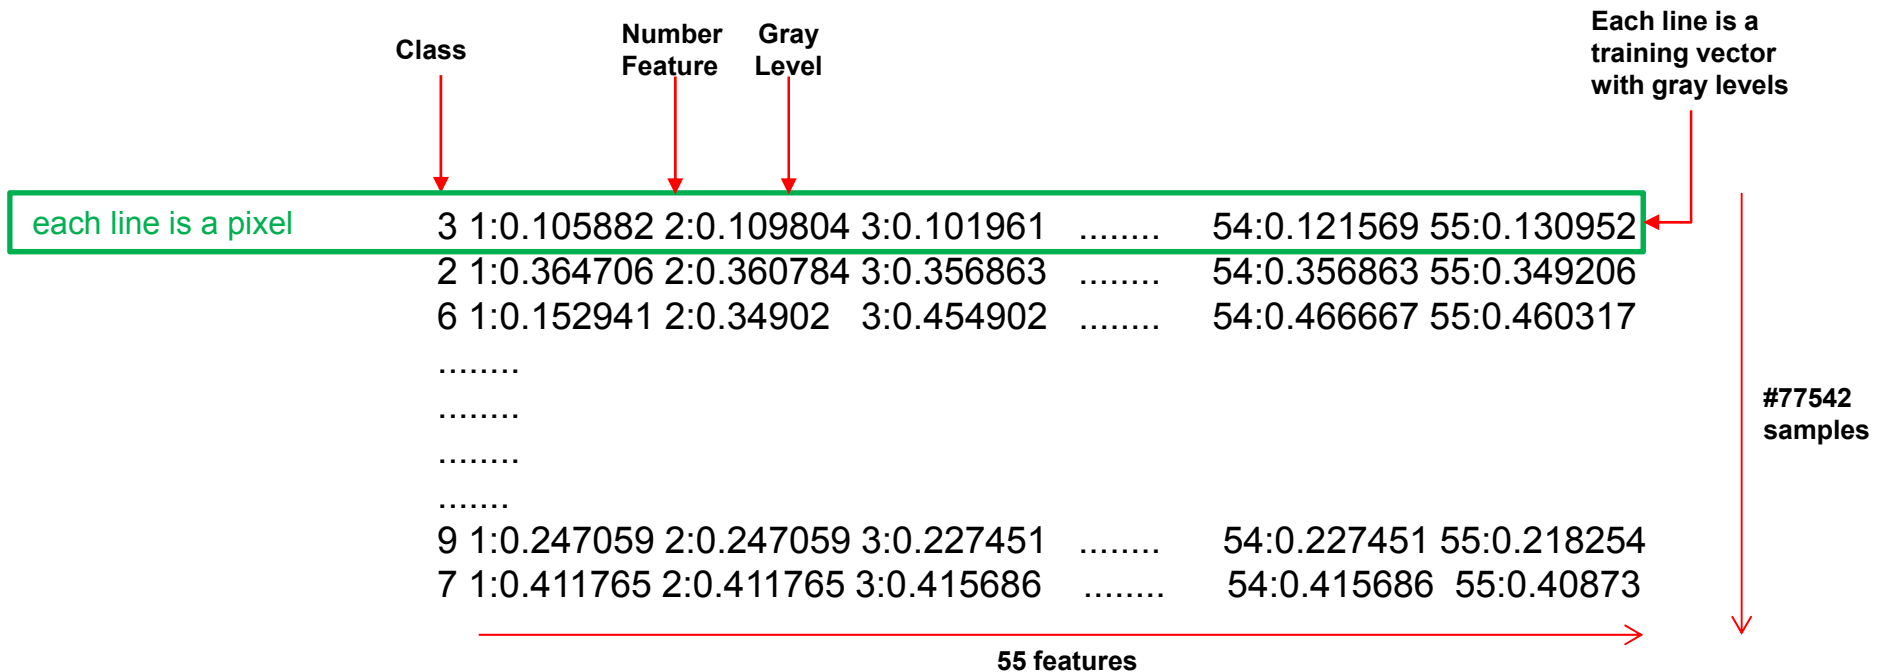 Class
Number
Feature
Gray
Level
Each line is a
training vector
with gray levels
each line is a pixel
3 1:0.105882 2:0.109804 3:0.101961 ........ 54:0.121569 55:0.130952
2 1:0.364706 2:0.360784 3:0.356863 ........ 54:0.356863 55:0.349206
6 1:0.152941 2:0.34902 3:0.454902 ........ 54:0.466667 55:0.460317
........
........
........
.......
9 1:0.247059 2:0.247059 3:0.227451 ........ 54:0.227451 55:0.218254
7 1:0.411765 2:0.411765 3:0.415686 ........ 54:0.415686 55:0.40873
#77542
samples
55 features